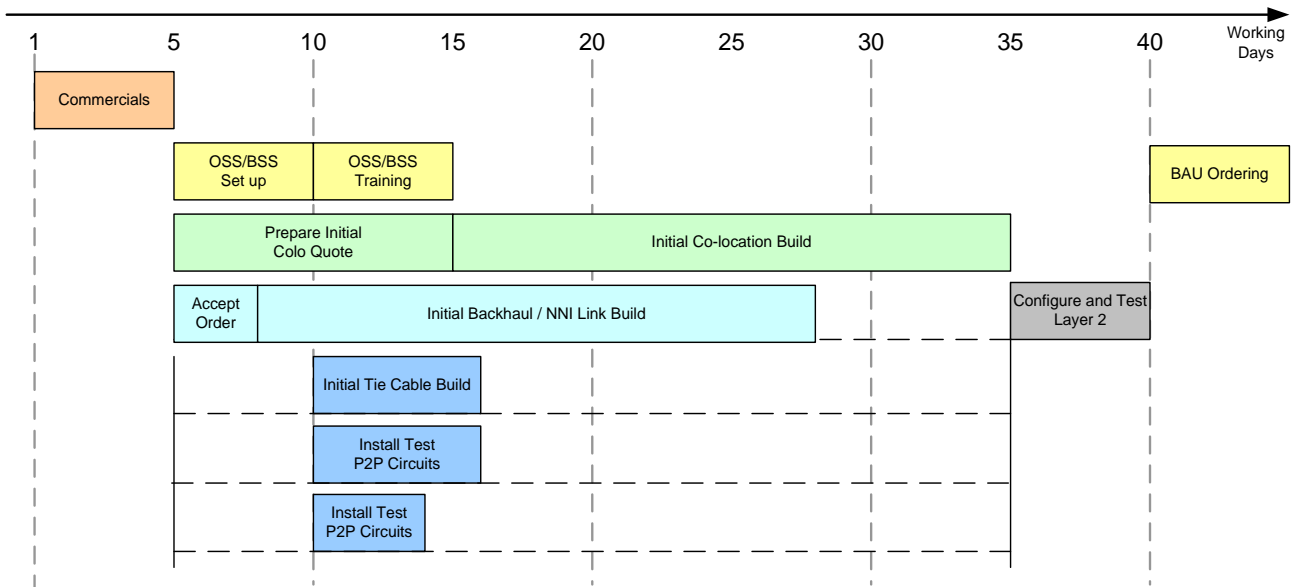 1 5 10 15 20 25 30 35 40 Working
Days
Commercials
OSS/BSS
Set up
OSS/BSS
Training
BAU Ordering
Prepare Initial
Colo Quote
Initial Co-location Build
Accept
Order
Initial Backhaul / NNI Link Build
Configure and Test
Layer 2
Initial Tie Cable Build
Install Test
P2P Circuits
Install Test
P2P Circuits